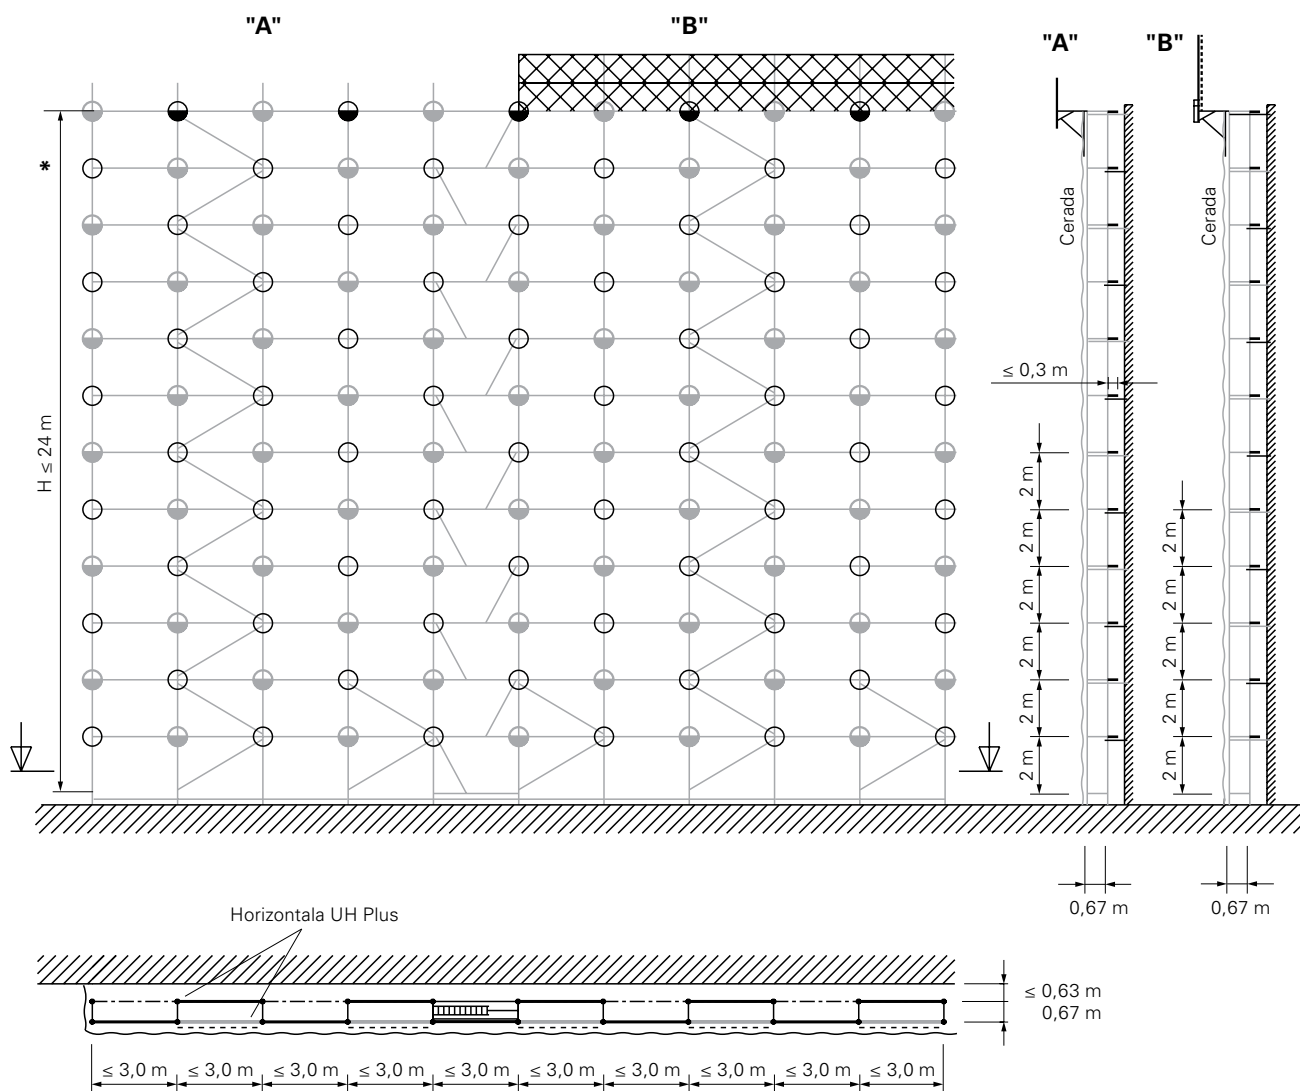 "A"
"B"
"A"
"B"
*
Cerada
Cerada
≤ 0,3 m
H ≤ 24 m
2 m
2 m
2 m
2 m
2 m
2 m
2 m
2 m
2 m
2 m
2 m
0,67 m
0,67 m
Horizontala UH Plus
≤ 0,63 m
0,67 m
≤ 3,0 m
≤ 3,0 m
≤ 3,0 m
≤ 3,0 m
≤ 3,0 m
≤ 3,0 m
≤ 3,0 m
≤ 3,0 m
≤ 3,0 m
≤ 3,0 m